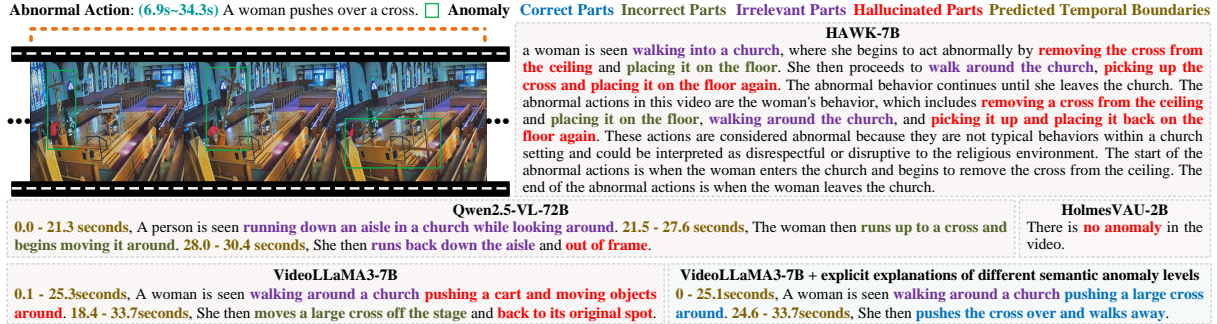 Abnormal Action: (6.9s~34.3s) A woman pushes over a cross. Anomaly Correct Parts Incorrect Parts Irrelevant Parts Hallucinated Parts Predicted Temporal Boundaries
HAWK-7B
a woman is seen walking into a church, where she begins to act abnormally by removing the cross from
the ceiling and placing it on the floor. She then proceeds to walk around the church, picking up the
cross and placing it on the floor again. The abnormal behavior continues until she leaves the church. The
abnormal actions in this video are the woman's behavior, which includes removing a cross from the ceiling
and placing it on the floor, walking around the church, and picking it up and placing it back on the
floor again. These actions are considered abnormal because they are not typical behaviors within a church
setting and could be interpreted as disrespectful or disruptive to the religious environment. The start of the
abnormal actions is when the woman enters the church and begins to remove the cross from the ceiling. The
end of the abnormal actions is when the woman leaves the church.
Qwen2.5-VL-72B
0.0 - 21.3 seconds, A person is seen running down an aisle in a church while looking around. 21.5 - 27.6 seconds, The woman then runs up to a cross and
begins moving it around. 28.0 - 30.4 seconds, She then runs back down the aisle and out of frame.
HolmesVAU-2B
There is no anomaly in the
video.
VideoLLaMA3-7B
0.1 - 25.3seconds, A woman is seen walking around a church pushing a cart and moving objects
around. 18.4 - 33.7seconds, She then moves a large cross off the stage and back to its original spot.
VideoLLaMA3-7B + explicit explanations of different semantic anomaly levels
0 - 25.1seconds, A woman is seen walking around a church pushing a large cross
around. 24.6 - 33.7seconds, She then pushes the cross over and walks away.